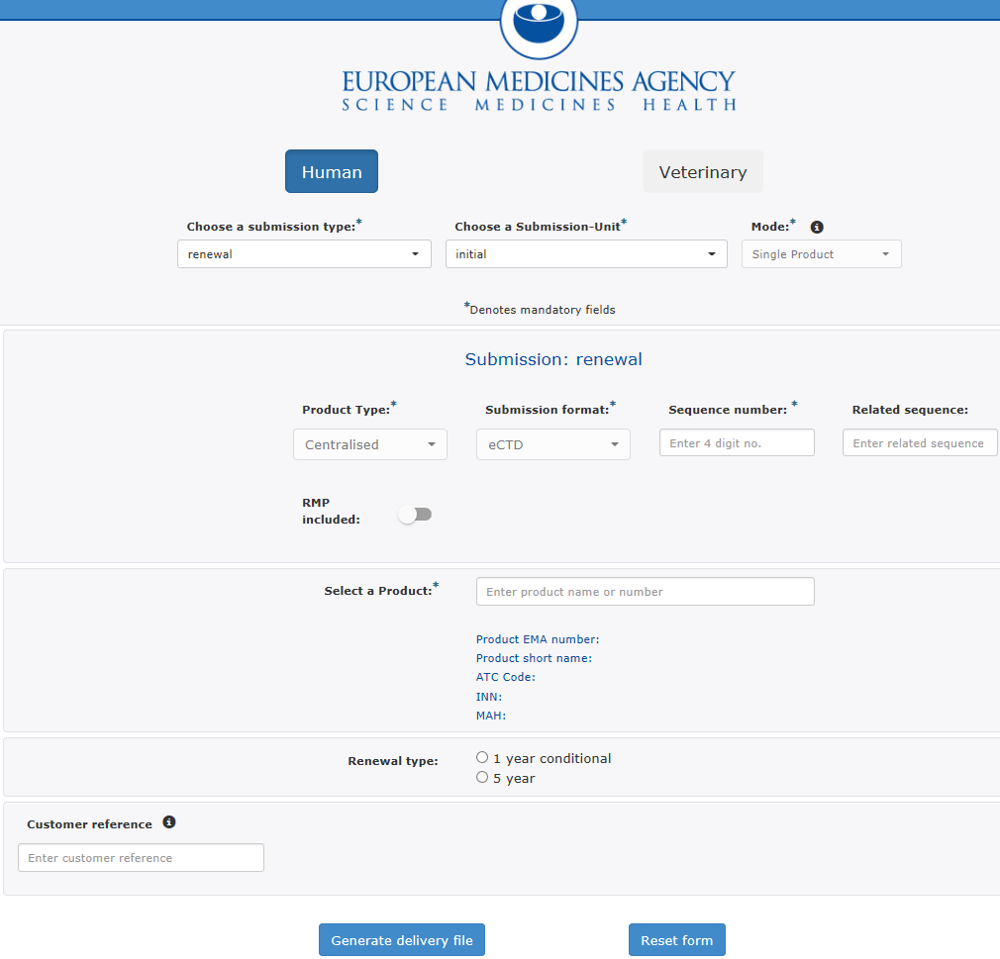 EUROPEAN MEDICINES AGENCY
SCIENCE MEDICINES HEALTH
Human Veterinary
Choose a submission type:* Choose a Submission-Unit* Mode:* i
renewal initial Single Product
*Denotes mandatory fields
Submission: renewal
Product Type:* Submission format:* Sequence number: * Related sequence:
Centralised eCTD Enter 4 digit no. Enter related sequence
RMP
included:
Select a Product:* Enter product name or number
Product EMA number:
Product short name:
ATC Code:
INN:
MAH:
Renewal type: 1 year conditional
5 year
Customer reference i
Enter customer reference
Generate delivery file Reset form